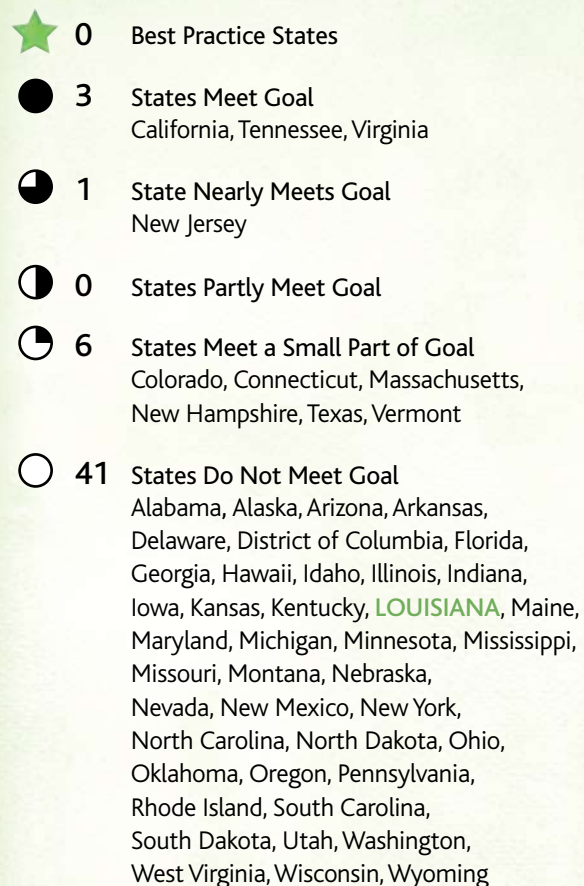 0 Best Practice States
3 States Meet Goal
California, Tennessee, Virginia
1 State Nearly Meets Goal
New Jersey
0 States Partly Meet Goal
6 States Meet a Small Part of Goal
Colorado, Connecticut, Massachusetts,
New Hampshire, Texas, Vermont
41 States Do Not Meet Goal
Alabama, Alaska, Arizona, Arkansas,
Delaware, District of Columbia, Florida,
Georgia, Hawaii, Idaho, Illinois, Indiana,
Iowa, Kansas, Kentucky, LOUISIANA, Maine,
Maryland, Michigan, Minnesota, Mississippi,
Missouri, Montana, Nebraska,
Nevada, New Mexico, New York,
North Carolina, North Dakota, Ohio,
Oklahoma, Oregon, Pennsylvania,
Rhode Island, South Carolina,
South Dakota, Utah, Washington,
West Virginia, Wisconsin, Wyoming